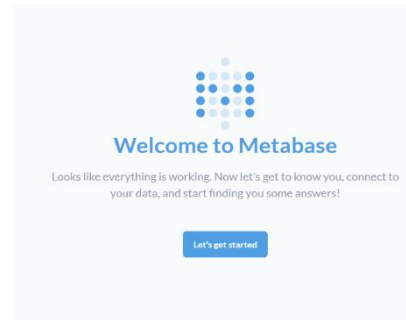 Welcome to Metabase
Looks like everything is working. Now let's get to know you, connect to
your data, and start finding you some answers!
Let's get started